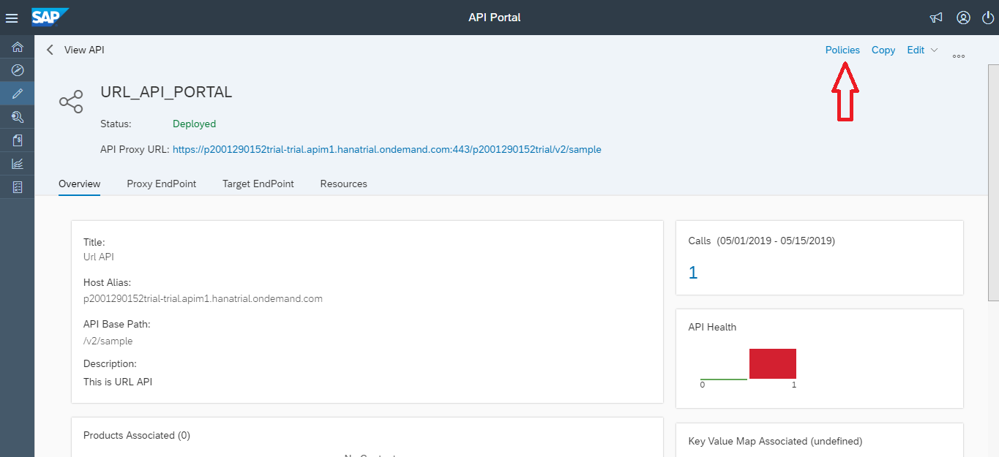 SAP
API Portal
View API
Policies Copy Edit
URL_API_PORTAL
Status: Deployed
API Proxy URL: https://p2001290152trial-trial.apim1.hanatrial.ondemand.com:443/p2001290152trial/v2/sample
Overview Proxy EndPoint Target EndPoint Resources
Title:
Url API
Host Alias:
p2001290152trial-trial.apim1.hanatrial.ondemand.com
API Base Path:
/v2/sample
Description:
This is URL API
Calls (05/01/2019 - 05/15/2019)
1
API Health
0 1
Products Associated (0)
Key Value Map Associated (undefined)